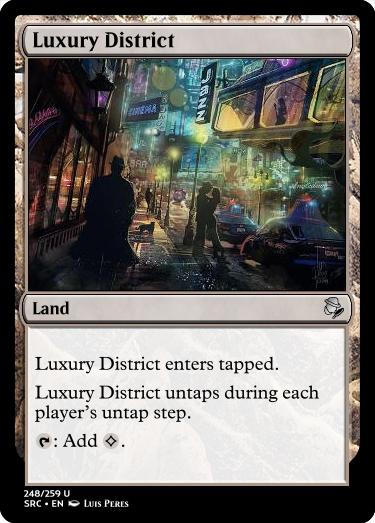 Luxury District
CINEMA
JAZZ
Land
Luxury District enters tapped.
Luxury District untaps during each
player's untap step.
: Add .
248/259 U
SRC • EN Luis Peres